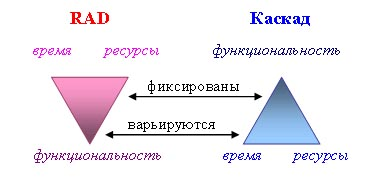 RAD Каскад
время ресурсы функциональность
фиксированы
варьируются
функциональность время ресурсы